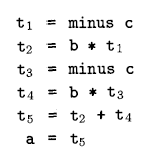 t₁ = minus c
t₂ = b * t₁
t₃ = minus c
t₄ = b * t₃
t₅ = t₂ + t₄
a = t₅